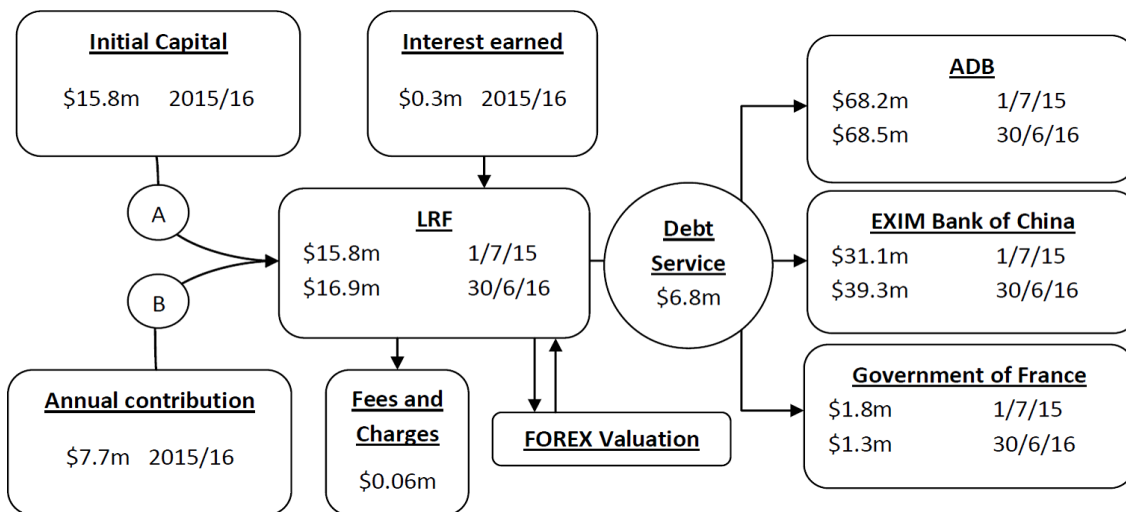 Initial Capital
$15.8m 2015/16
Interest earned
$0.3m 2015/16
ADB
$68.2m 1/7/15
$68.5m 30/6/16
A
LRF
$15.8m 1/7/15
$16.9m 30/6/16
Debt
Service
$6.8m
EXIM Bank of China
$31.1m 1/7/15
$39.3m 30/6/16
B
Annual contribution
$7.7m 2015/16
Fees and
Charges
$0.06m
FOREX Valuation
Government of France
$1.8m 1/7/15
$1.3m 30/6/16